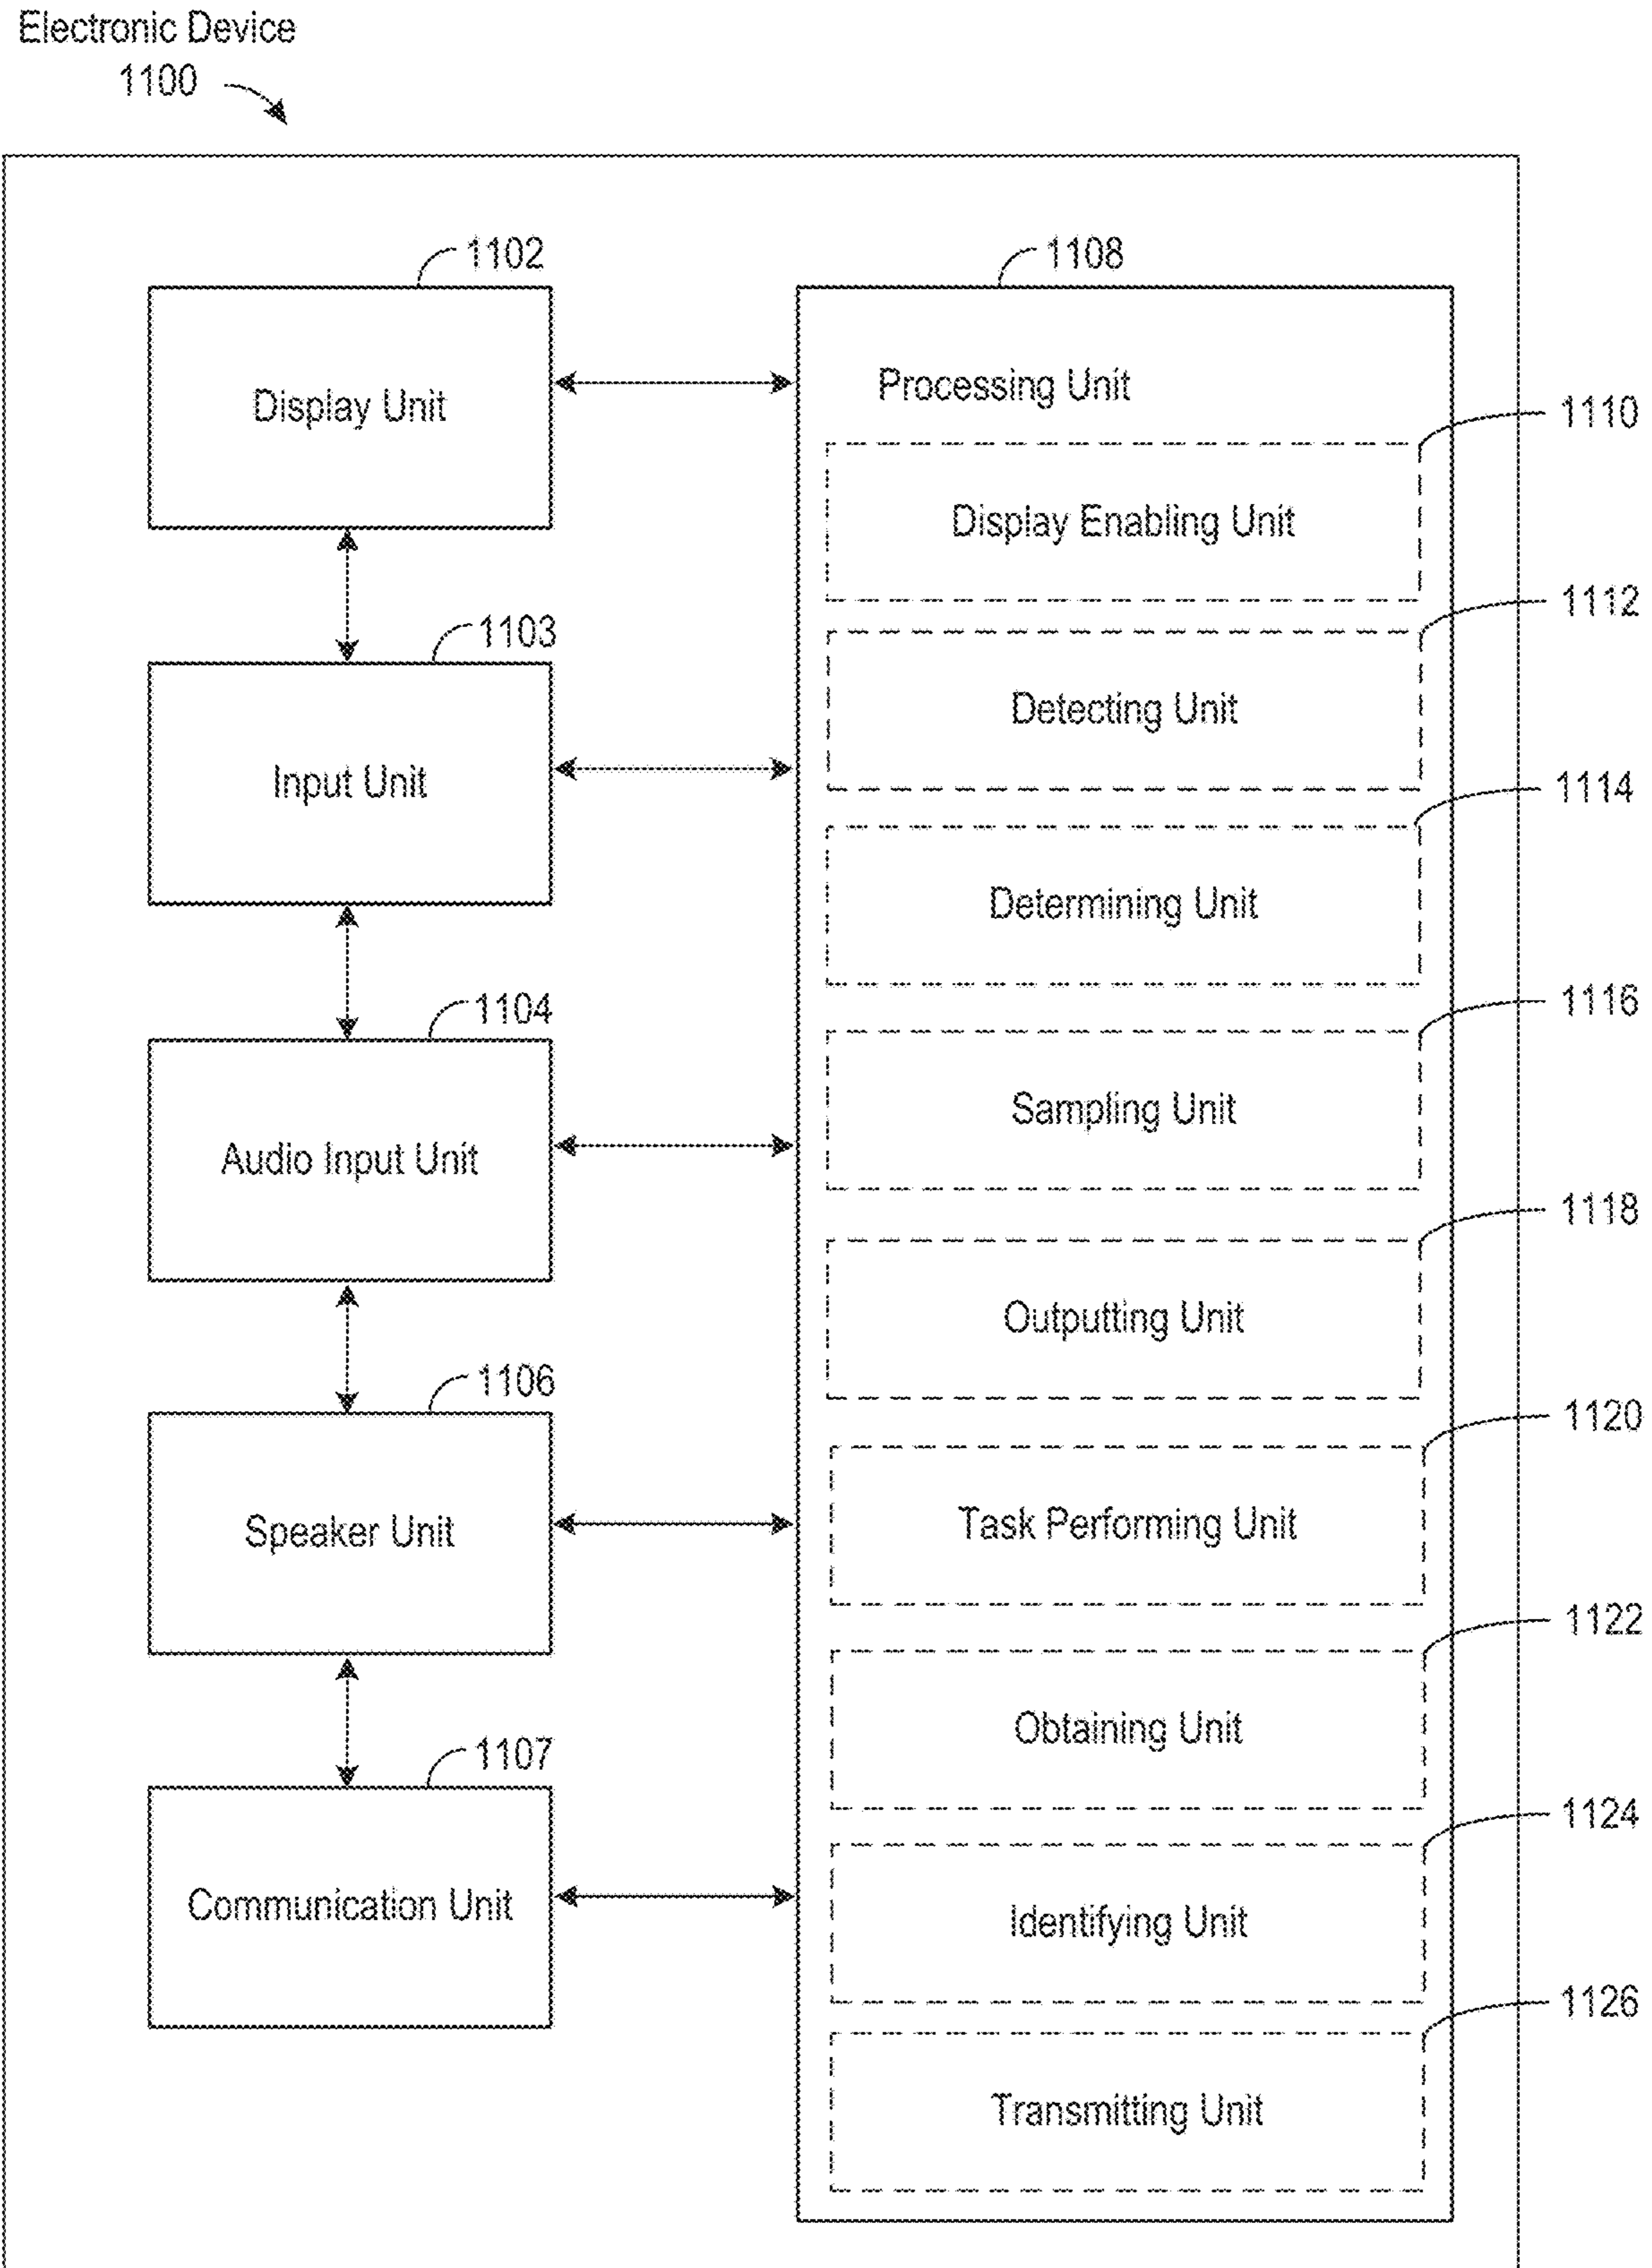 Electronic Device
1100
1102
Display Unit
1103
Input Unit
1104
Audio Input Unit
1106
Speaker Unit
1107
Communication Unit
1108
Processing Unit
1110
Display Enabling Unit
1112
Detecting Unit
1114
Determining Unit
1116
Sampling Unit
1118
Outputting Unit
1120
Task Performing Unit
1122
Obtaining Unit
1124
Identifying Unit
1126
Transmitting Unit